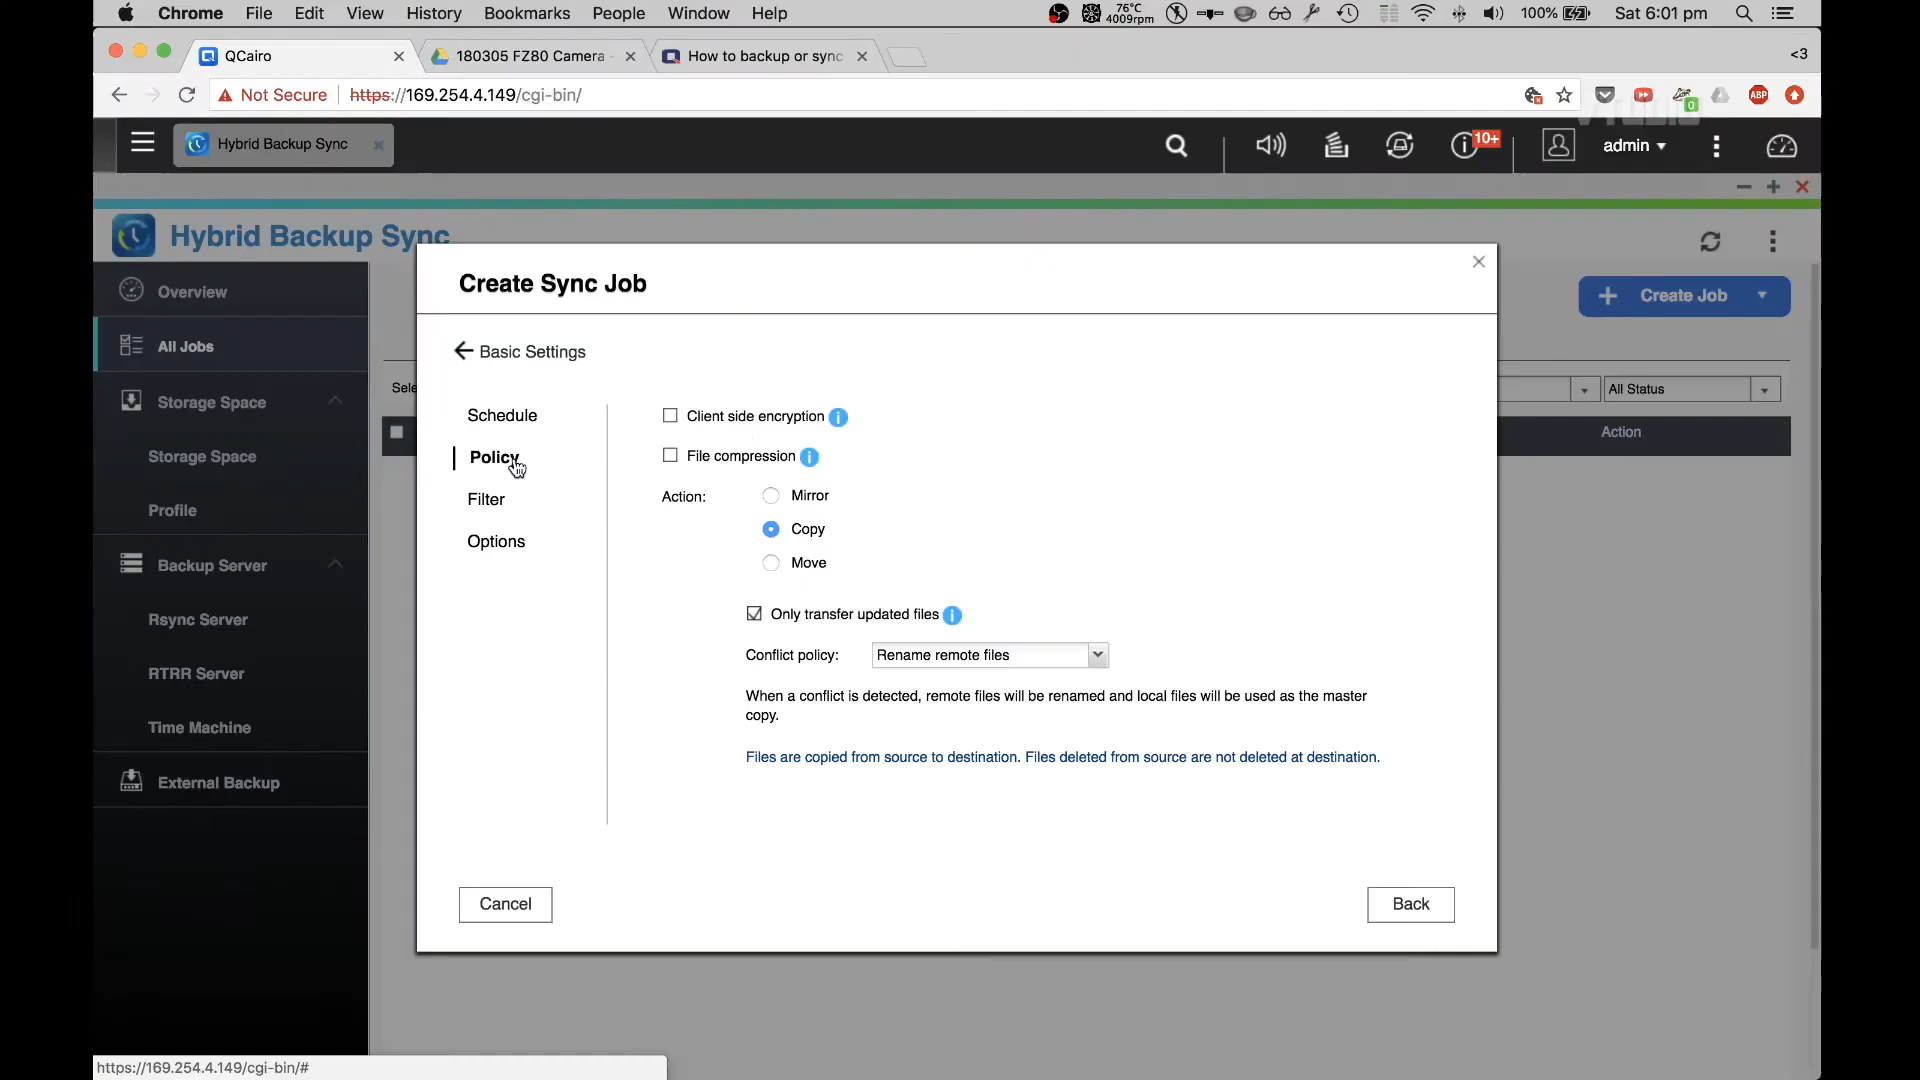 Chrome File Edit View History Bookmarks People Window Help 76°C 4009rpm 100% Sat 6:01 pm
QCairo 180305 FZ80 Camera How to backup or sync <3
Not Secure https://169.254.4.149/cgi-bin/ 0 ABP
Hybrid Backup Sync 10+ admin
Hybrid Backup Sync
Create Sync Job
Overview
Create Job
All Jobs
Basic Settings
Sele
All Status
Storage Space
Schedule
Client side encryption
Action
Storage Space
Policy
File compression
Filter
Action:
Mirror
Profile
Copy
Options
Backup Server
Move
Rsync Server
Only transfer updated files
Conflict policy: Rename remote files
RTRR Server
When a conflict is detected, remote files will be renamed and local files will be used as the master
copy.
Time Machine
Files are copied from source to destination. Files deleted from source are not deleted at destination.
External Backup
Cancel
Back
https://169.254.4.149/cgi-bin/#